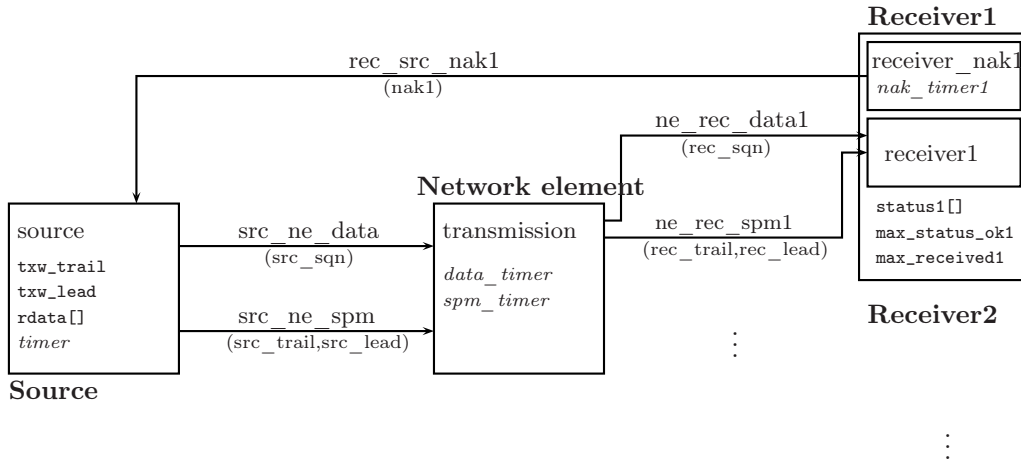 Receiver1
rec_src_nak1
(nak1)
receiver_nak1
nak_timer1
ne_rec_data1
(rec_sqn)
receiver1
Network element
source
txw_trail
txw_lead
rdata[]
timer
Source
src_ne_data
(src_sqn)
src_ne_spm
(src_trail,src_lead)
transmission
data_timer
spm_timer
ne_rec_spm1
(rec_trail,rec_lead)
status1[]
max_status_ok1
max_received1
Receiver2